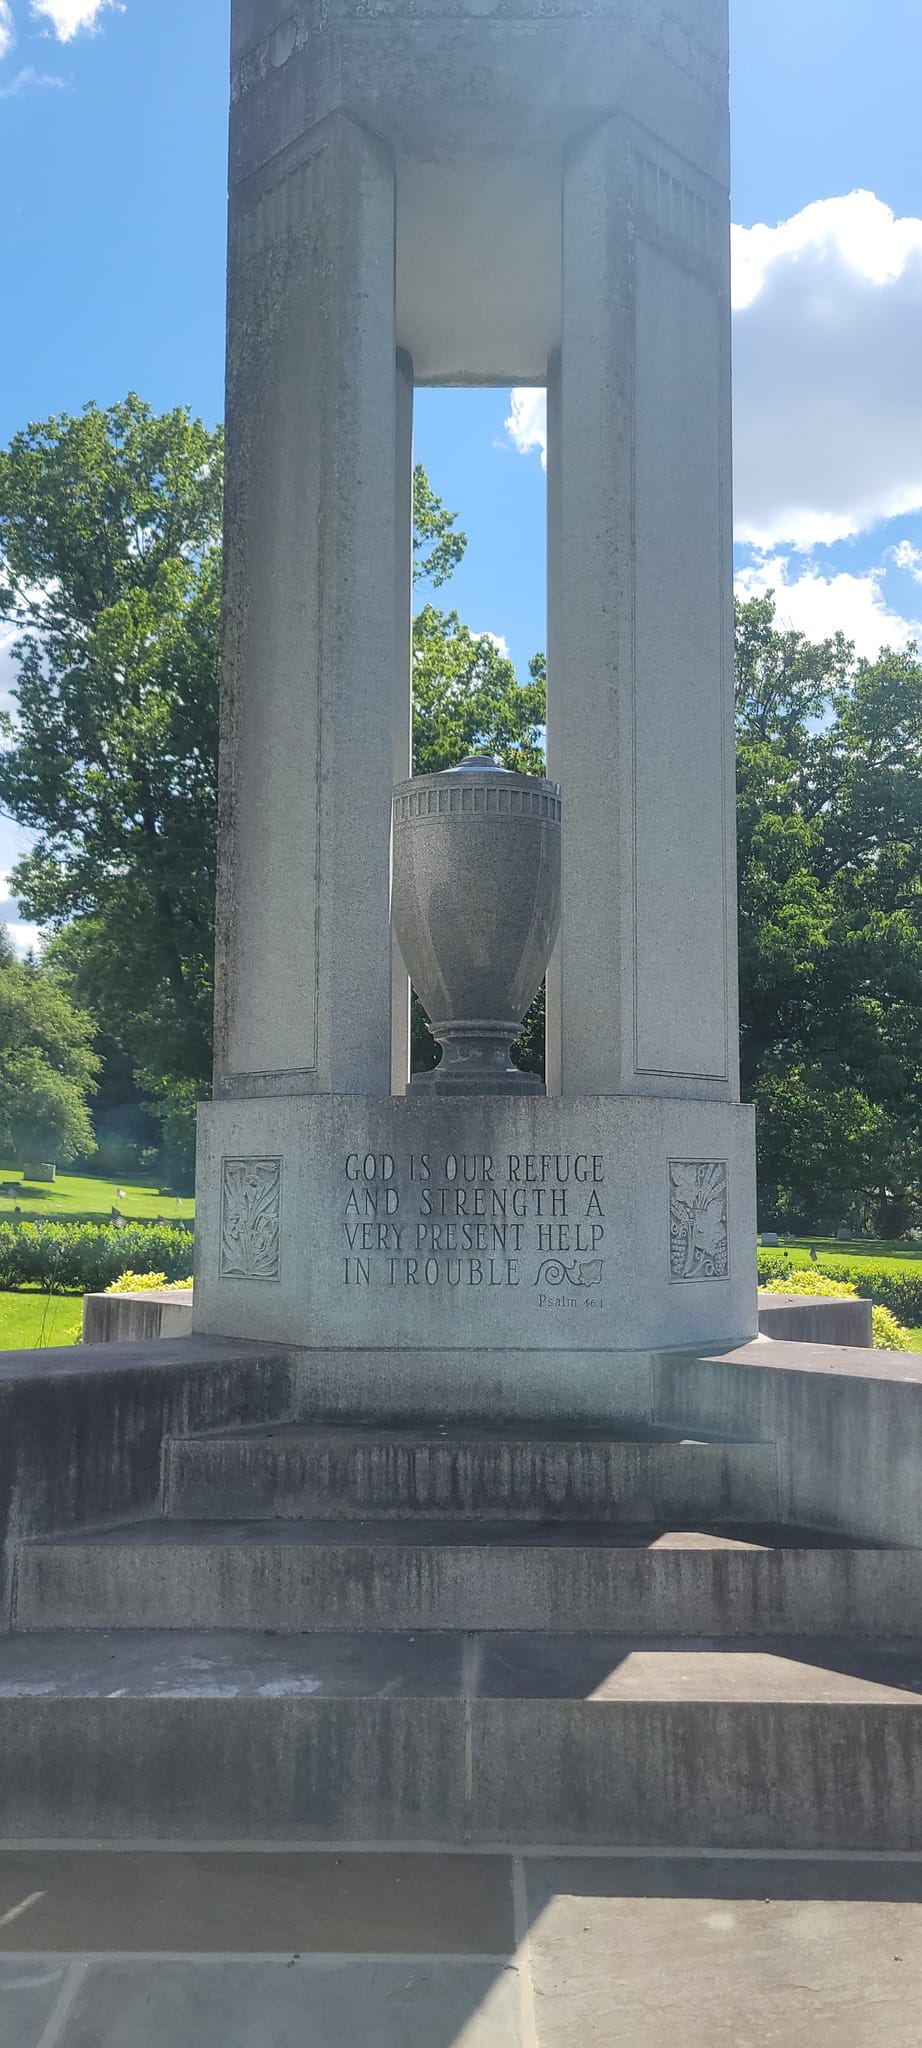 GOD IS OUR REFUGE
AND STRENGTH A
VERY PRESENT HELP
IN TROUBLE
Psalm 46:1